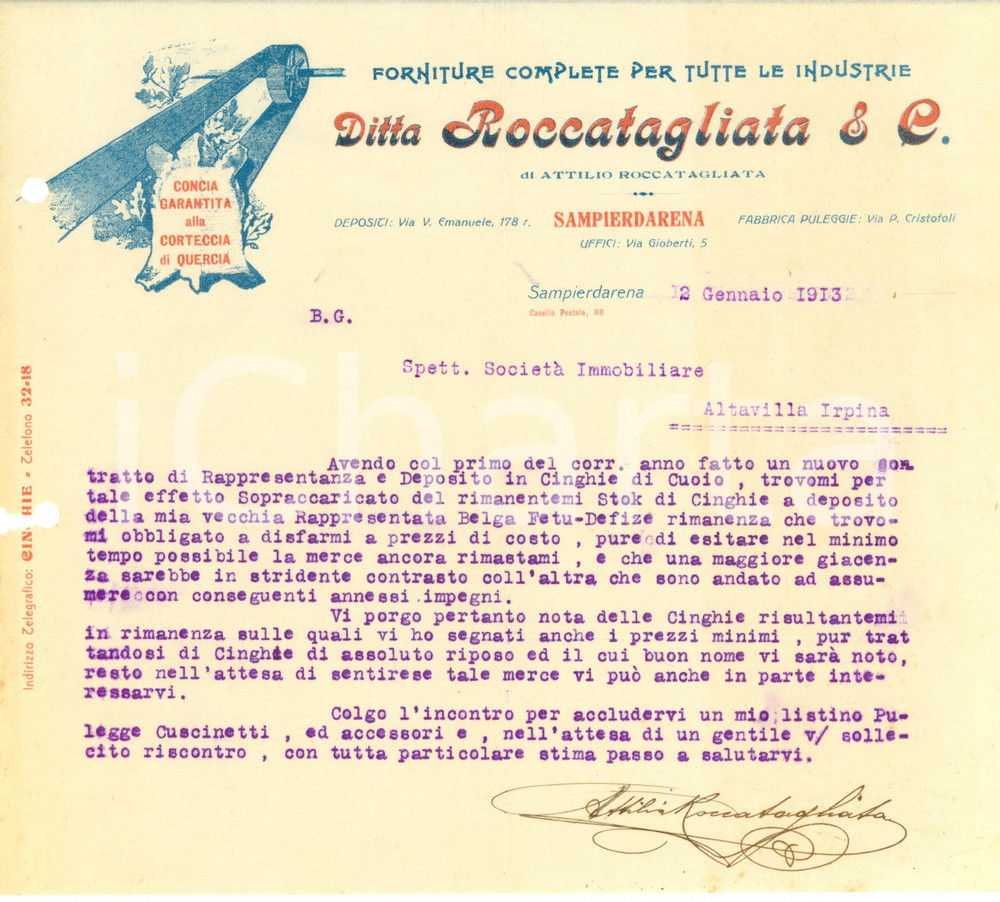 FORNITURE COMPLETE PER TUTTE LE INDUSTRIE
Ditta Roccatagliata & C.
di ATTILIO ROCCATAGLIATA
CONCIA
GARANTITA
alla
CORTECCIA
di QUERCIA
DEPOSITI: Via V. Emanuele, 178 r. SAMPIERDARENA FABBRICA PULEGGIE: Via P. Cristofoli
UFFICI: Via Gioberti, 5
Sampierdarena 2 Gennaio 1913
Casella Postale, 88
B.G.
Spett. Società Immobiliare
Altavilla Irpina
Avendo col primo del corr. anno fatto un nuovo con
tratto di Rappresentanza e Deposito in Cinghie di Cuoio , trovomi per
tale effetto Sopraccaricato del rimanentemi Stok di Cinghie a deposito
della mia vecchia Rappresentata Belga Fetu-Defize rimanenza che trovo-
mi obbligato a disfarmi a prezzi di costo , pure di esitare nel minimo
tempo possibile la merce ancora rimastami , e che una maggiore giacen-
za sarebbe in stridente contrasto coll'altra che sono andato ad assu-
mere con conseguenti annessi impegni.
Vi porgo pertanto nota delle Cinghie risultantemi
in rimanenza sulle quali vi ho segnati anche i prezzi minimi , pur trat
tandosi di Cinghie di assoluto riposo ed il cui buon nome vi sarà noto,
resto nell'attesa di sentirese tale merce vi può anche in parte inte-
ressarvi.
Colgo l'incontro per accludervi un mio listino Pu-
legge Cuscinetti , ed accessori e , nell'attesa di un gentile v/ solle-
cito riscontro , con tutta particolare stima passo a salutarvi.
Attilio Roccatagliata
Indirizzo Telegrafico: CINGHIE - Telefono 32-18
iCharta